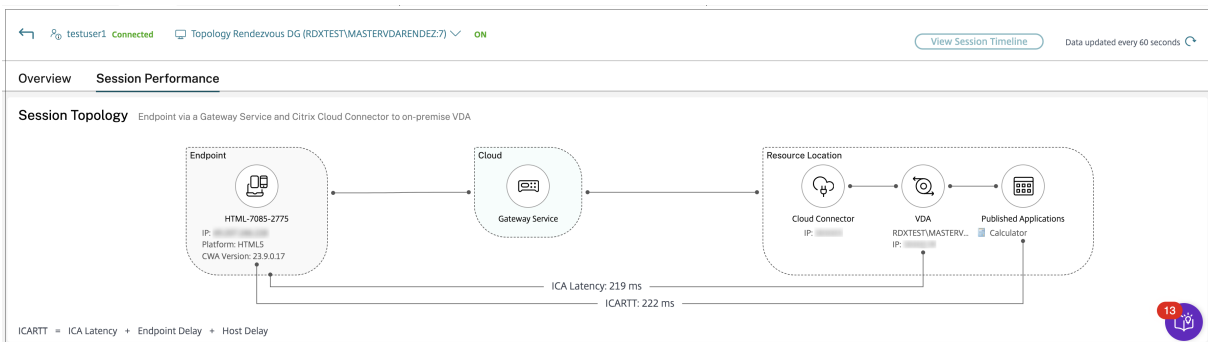 testuser1 Connected Topology Rendezvous DG (RDXTEST\MASTERVDARENDEZ:7) ON View Session Timeline Data updated every 60 seconds
Overview Session Performance
Session Topology Endpoint via a Gateway Service and Citrix Cloud Connector to on-premise VDA
Endpoint Cloud Resource Location
HTML-7085-2775 Gateway Service Cloud Connector VDA Published Applications
IP: IP: RDXTEST\MASTERV... Calculator
Platform: HTML5 IP:
CWA Version: 23.9.0.17
ICA Latency: 219 ms
ICARTT: 222 ms
ICARTT = ICA Latency + Endpoint Delay + Host Delay
13